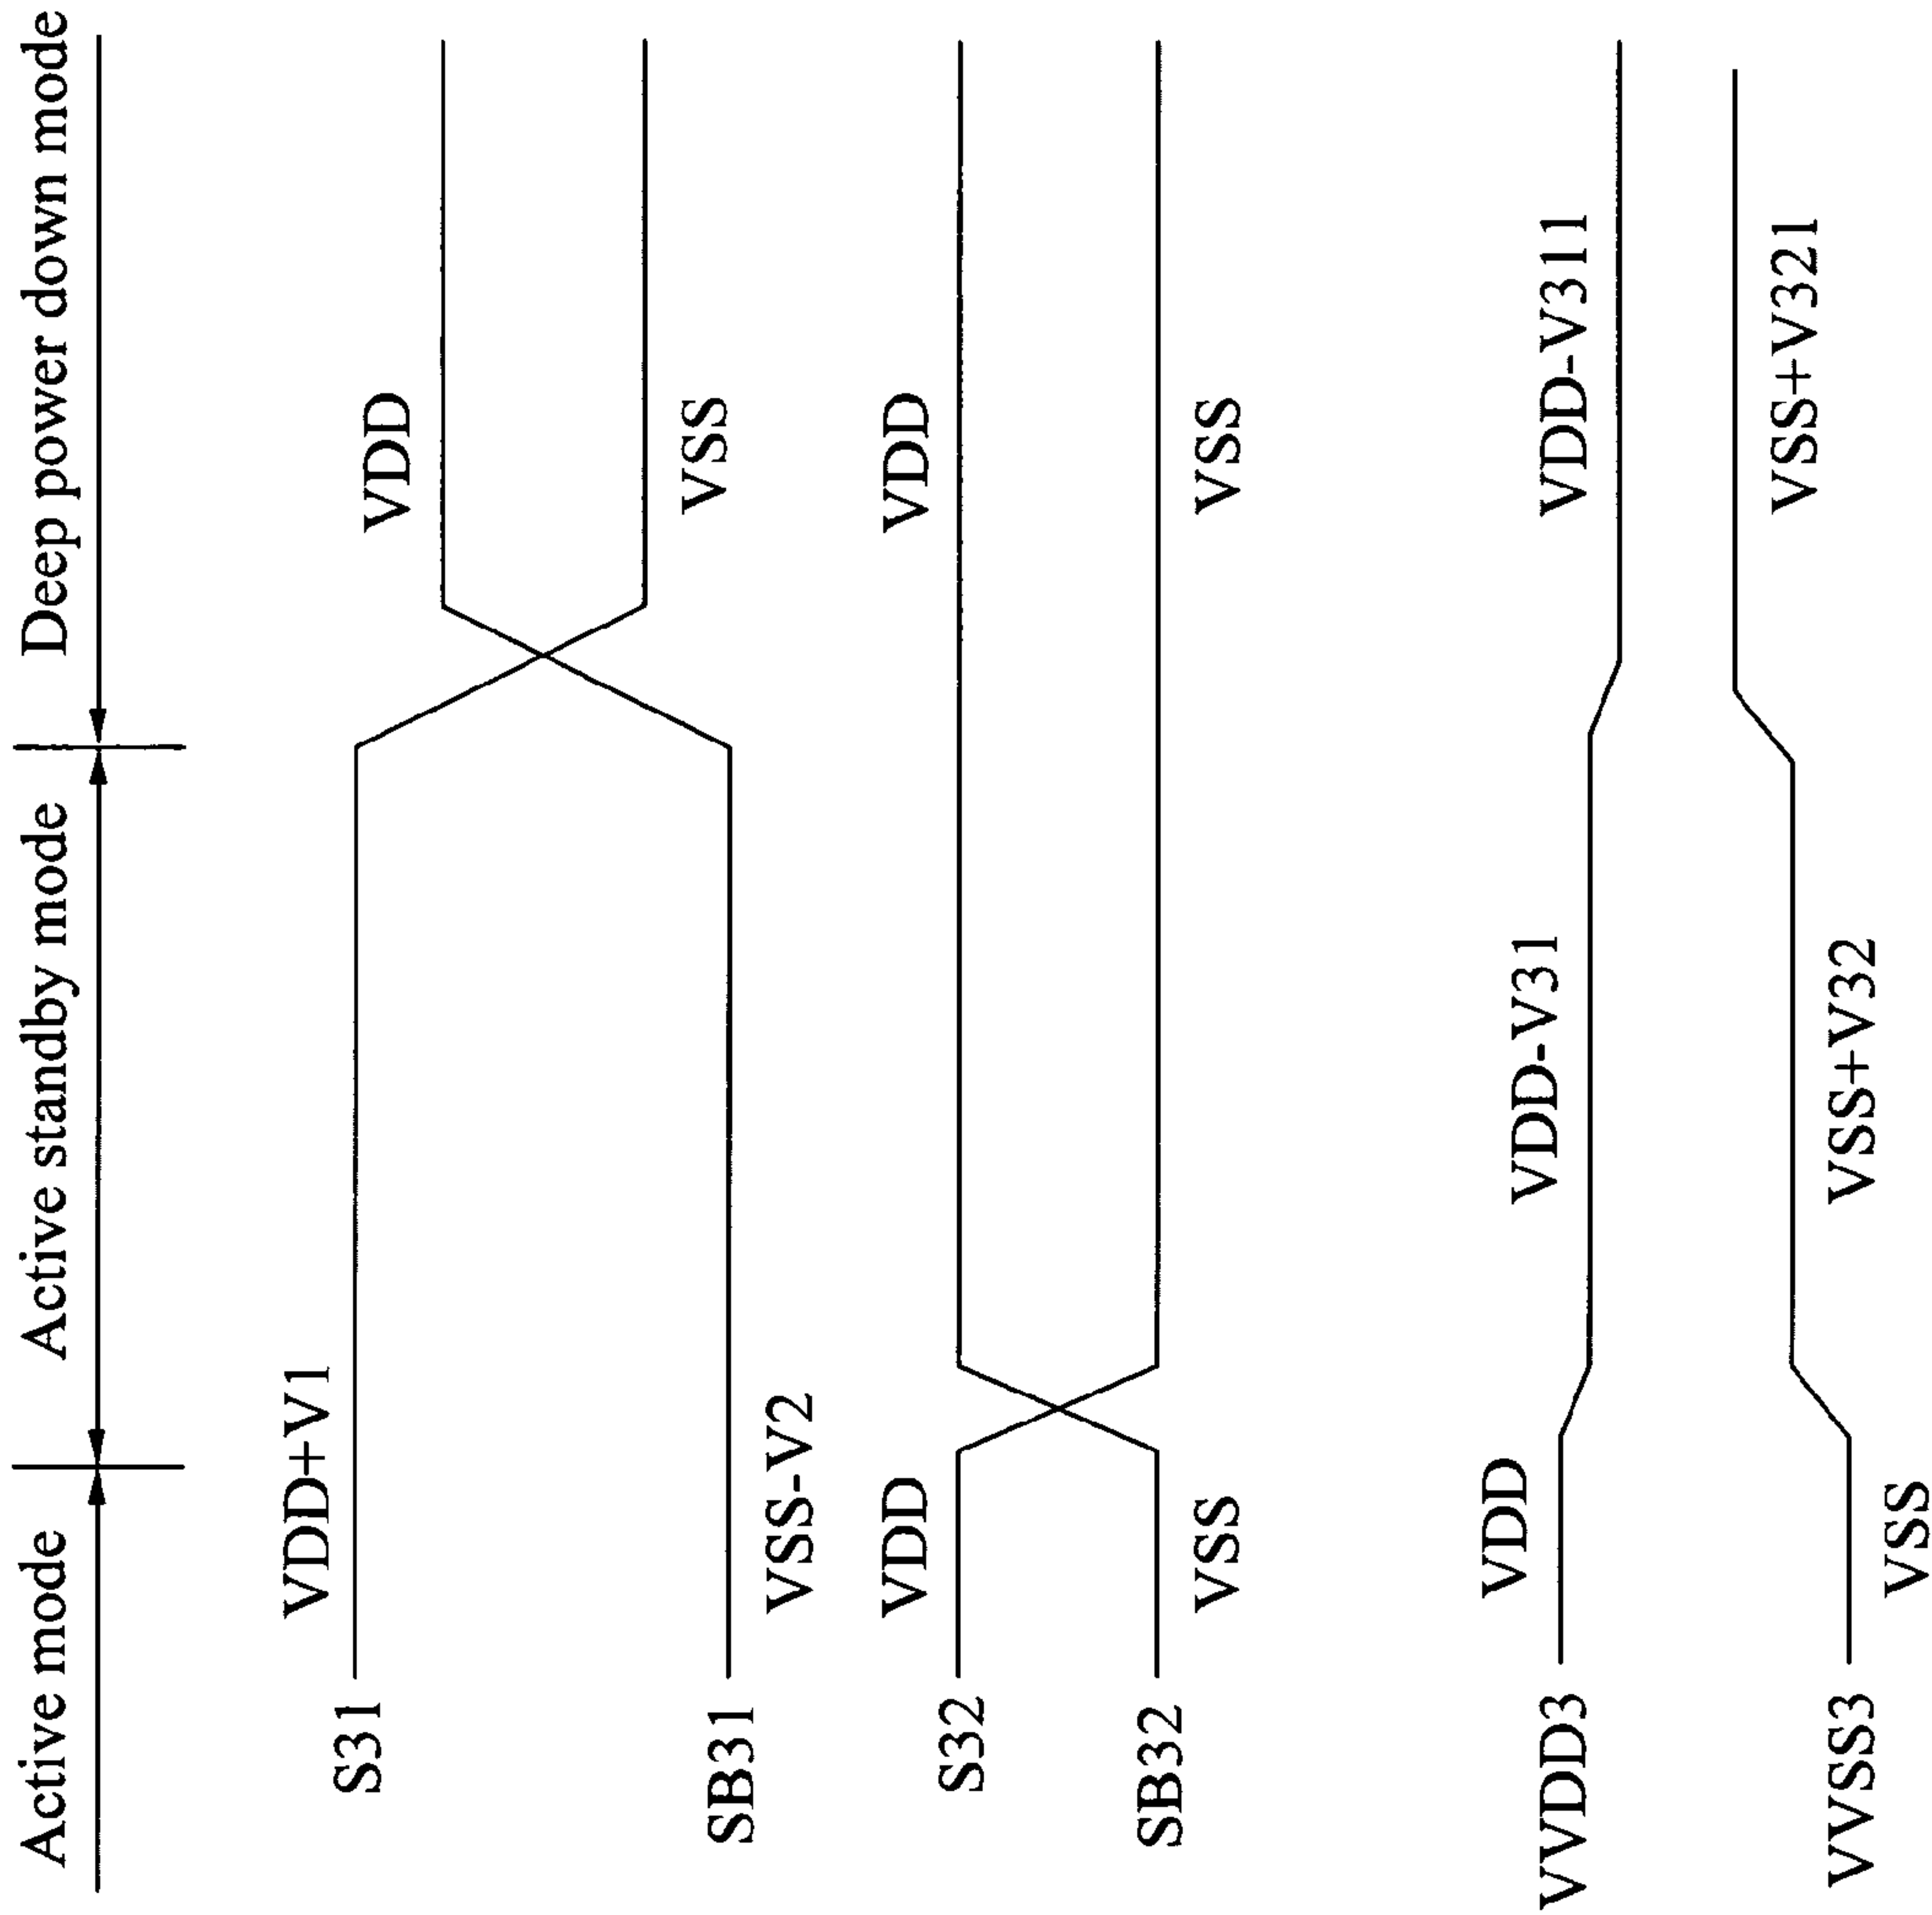 Active mode
Active standby mode
Deep power down mode
VDD+V1
VDD
S31
SB31
VSS-V2
VSS
VDD
VDD
S32
SB32
VSS
VSS
VDD
VDD-V31
VDD-V311
VVDD3
VVSS3
VSS
VSS+V32
VSS+V321